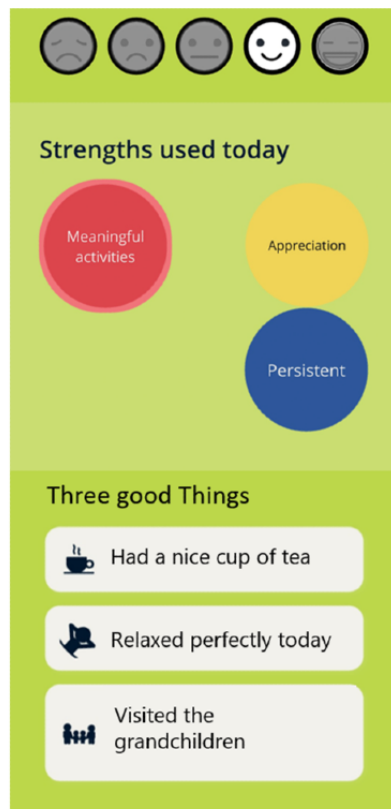 Strengths used today
Meaningful
activities
Appreciation
Persistent
Three good Things
Had a nice cup of tea
Relaxed perfectly today
Visited the
grandchildren